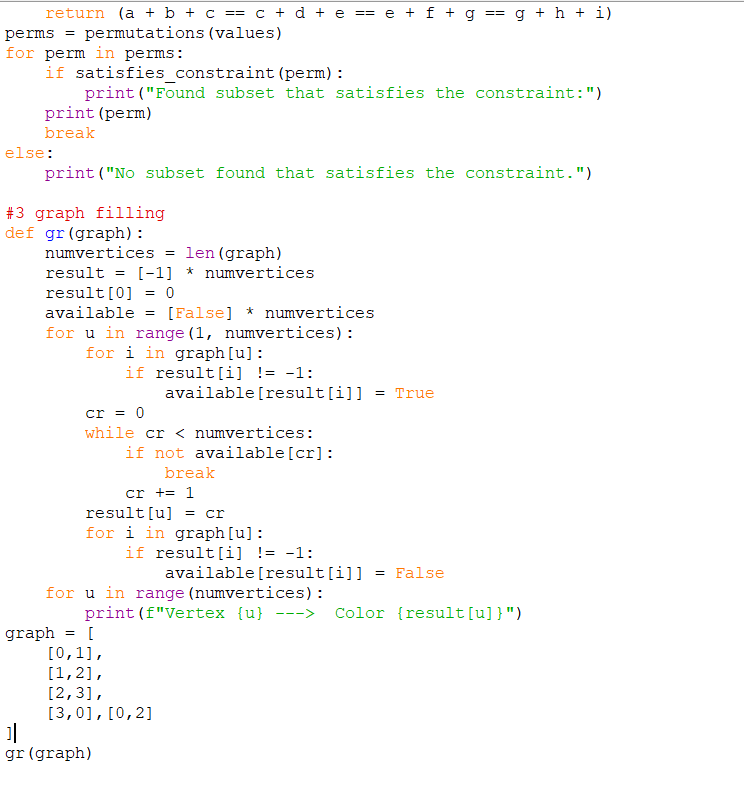 return (a + b + c == c + d + e == e + f + g == g + h + i)
perms = permutations(values)
for perm in perms:
    if satisfies_constraint(perm):
        print("Found subset that satisfies the constraint:")
    print(perm)
    break
else:
    print("No subset found that satisfies the constraint.")

#3 graph filling
def gr(graph):
    numvertices = len(graph)
    result = [-1] * numvertices
    result[0] = 0
    available = [False] * numvertices
    for u in range(1, numvertices):
        for i in graph[u]:
            if result[i] != -1:
                available[result[i]] = True
        cr = 0
        while cr < numvertices:
            if not available[cr]:
                break
            cr += 1
        result[u] = cr
        for i in graph[u]:
            if result[i] != -1:
                available[result[i]] = False
    for u in range(numvertices):
        print(f"Vertex {u} --->  Color {result[u]}")
graph = [
    [0,1],
    [1,2],
    [2,3],
    [3,0],[0,2]
]
gr(graph)